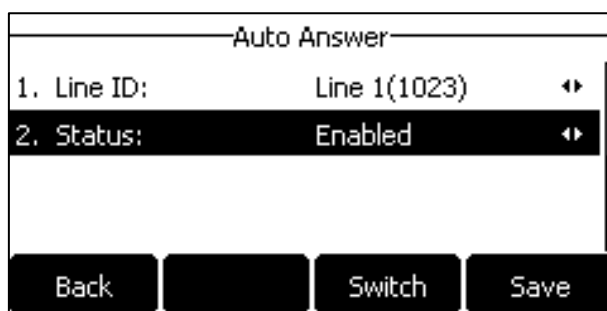 Auto Answer
1. Line ID: Line 1(1023)
2. Status: Enabled
Back Switch Save